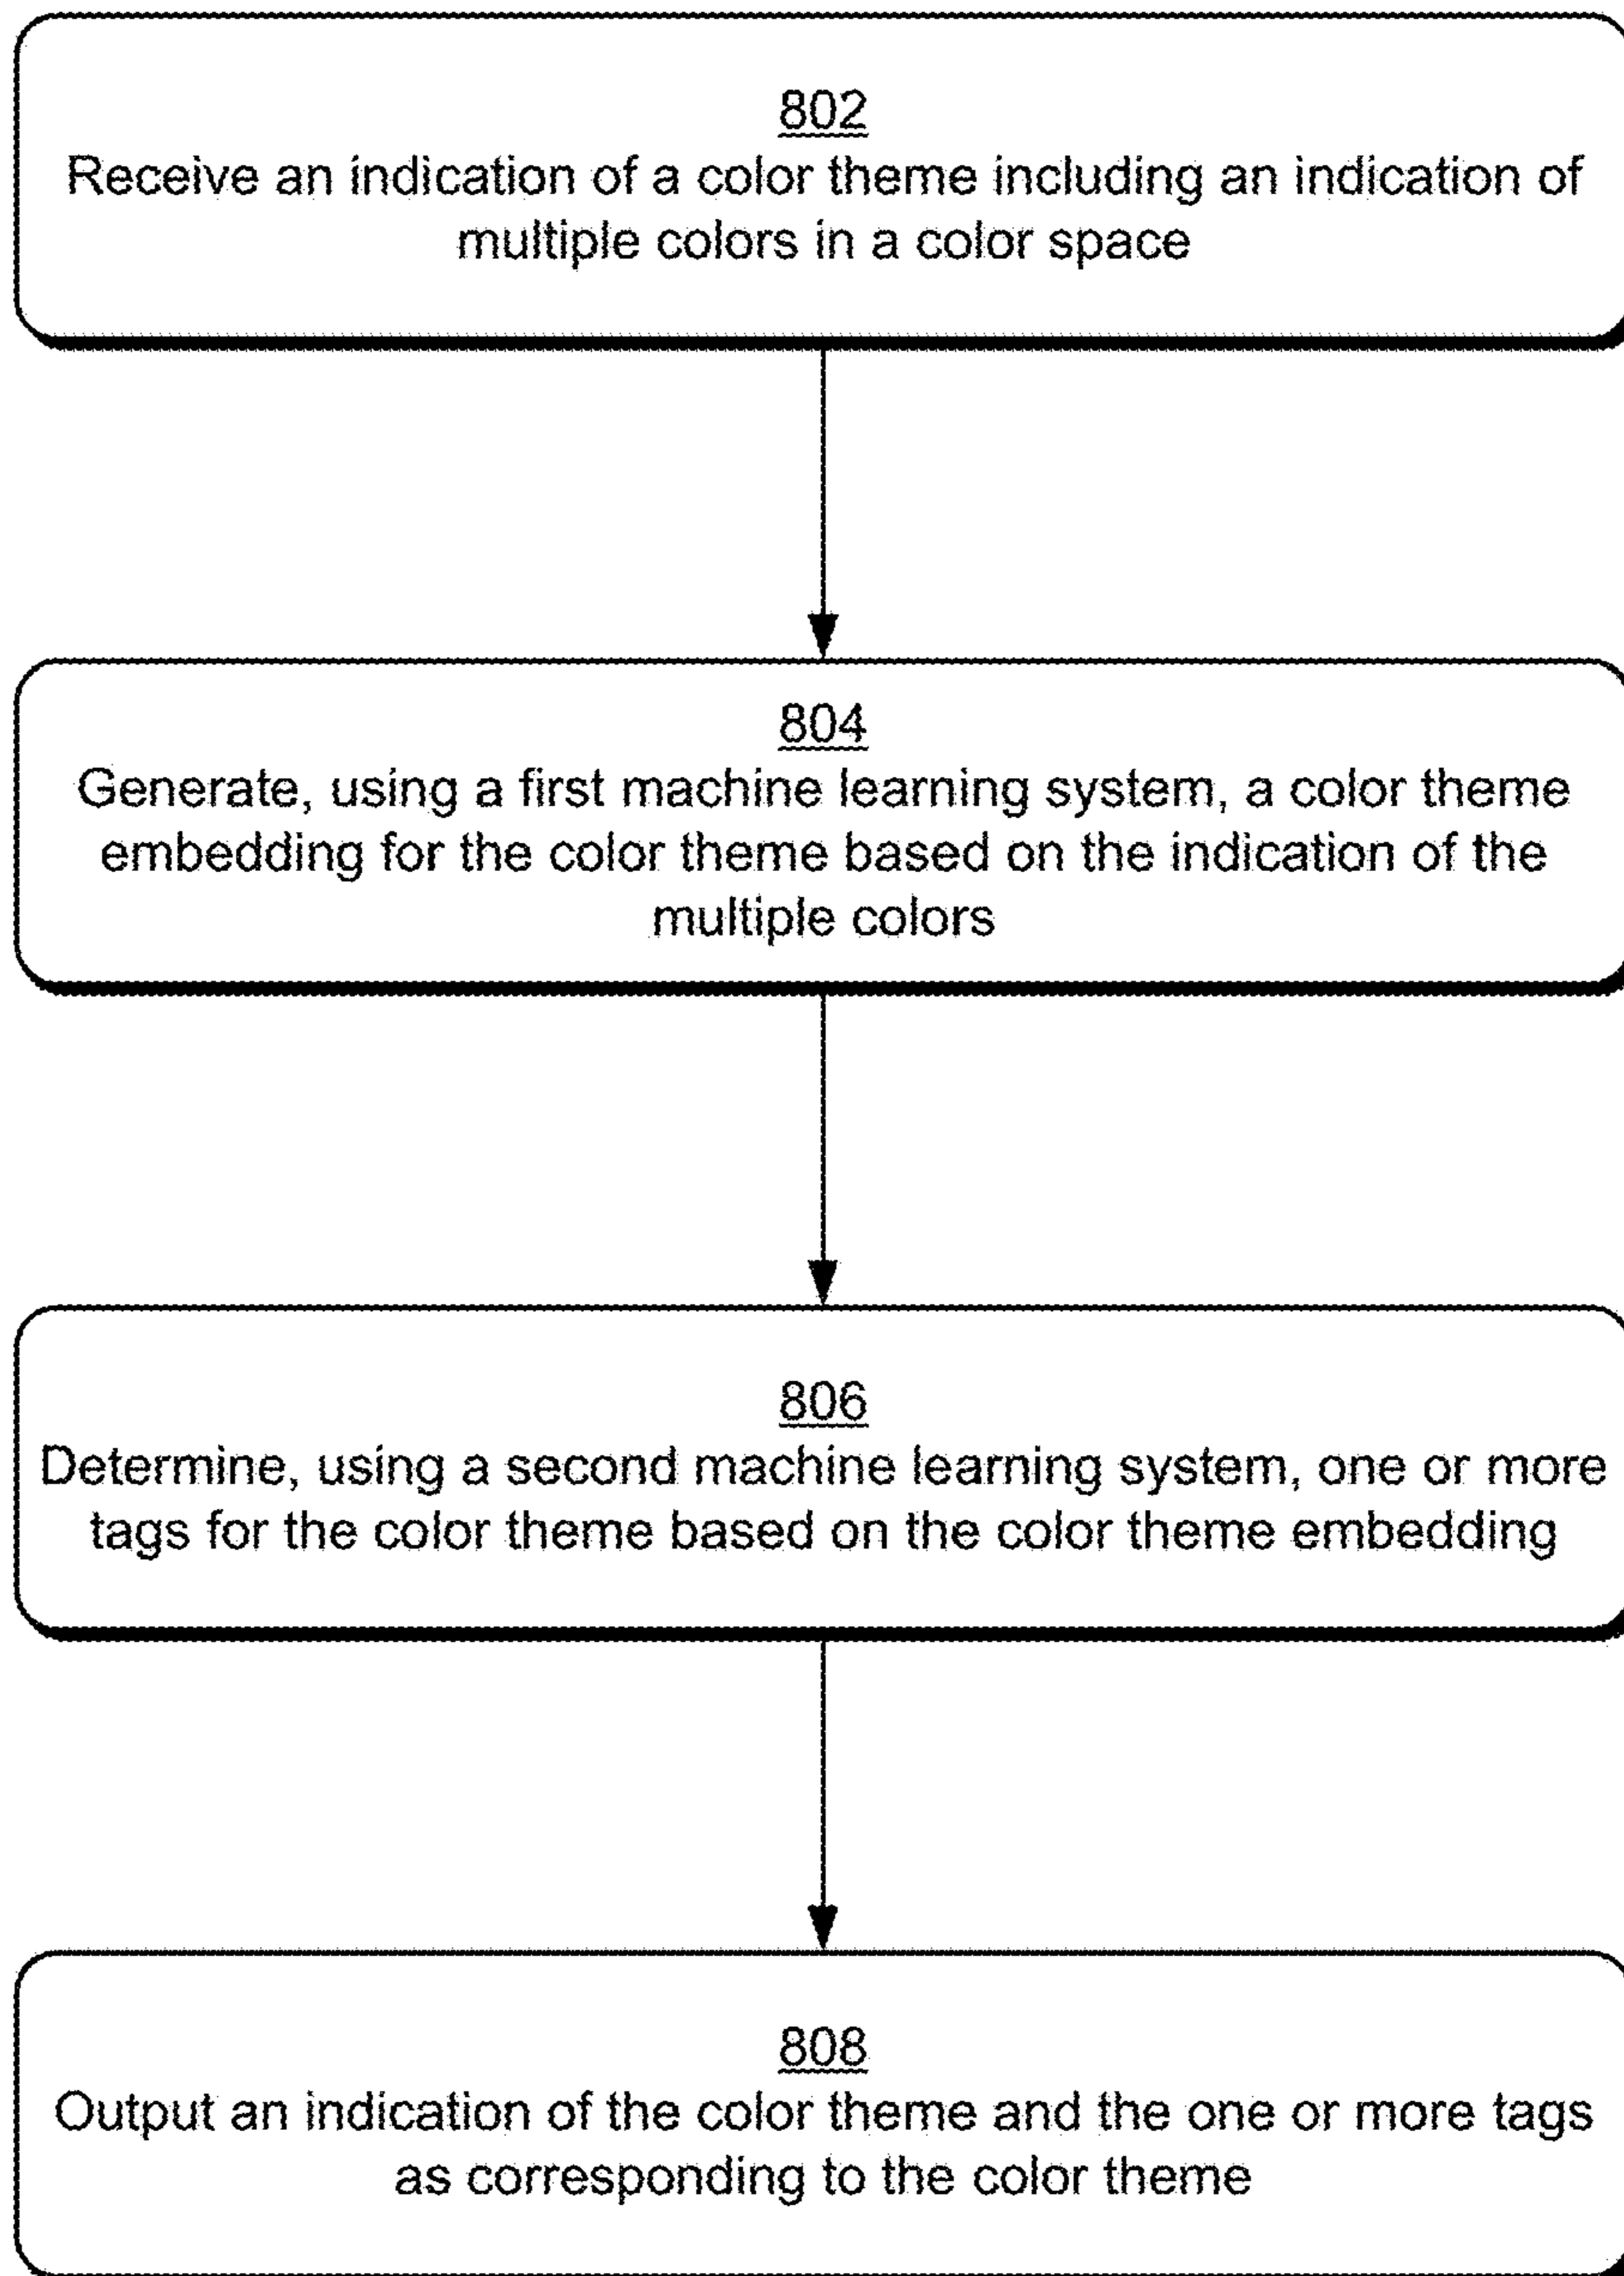 802
Receive an indication of a color theme including an indication of
multiple colors in a color space
804
Generate, using a first machine learning system, a color theme
embedding for the color theme based on the indication of the
multiple colors
806
Determine, using a second machine learning system, one or more
tags for the color theme based on the color theme embedding
808
Output an indication of the color theme and the one or more tags
as corresponding to the color theme